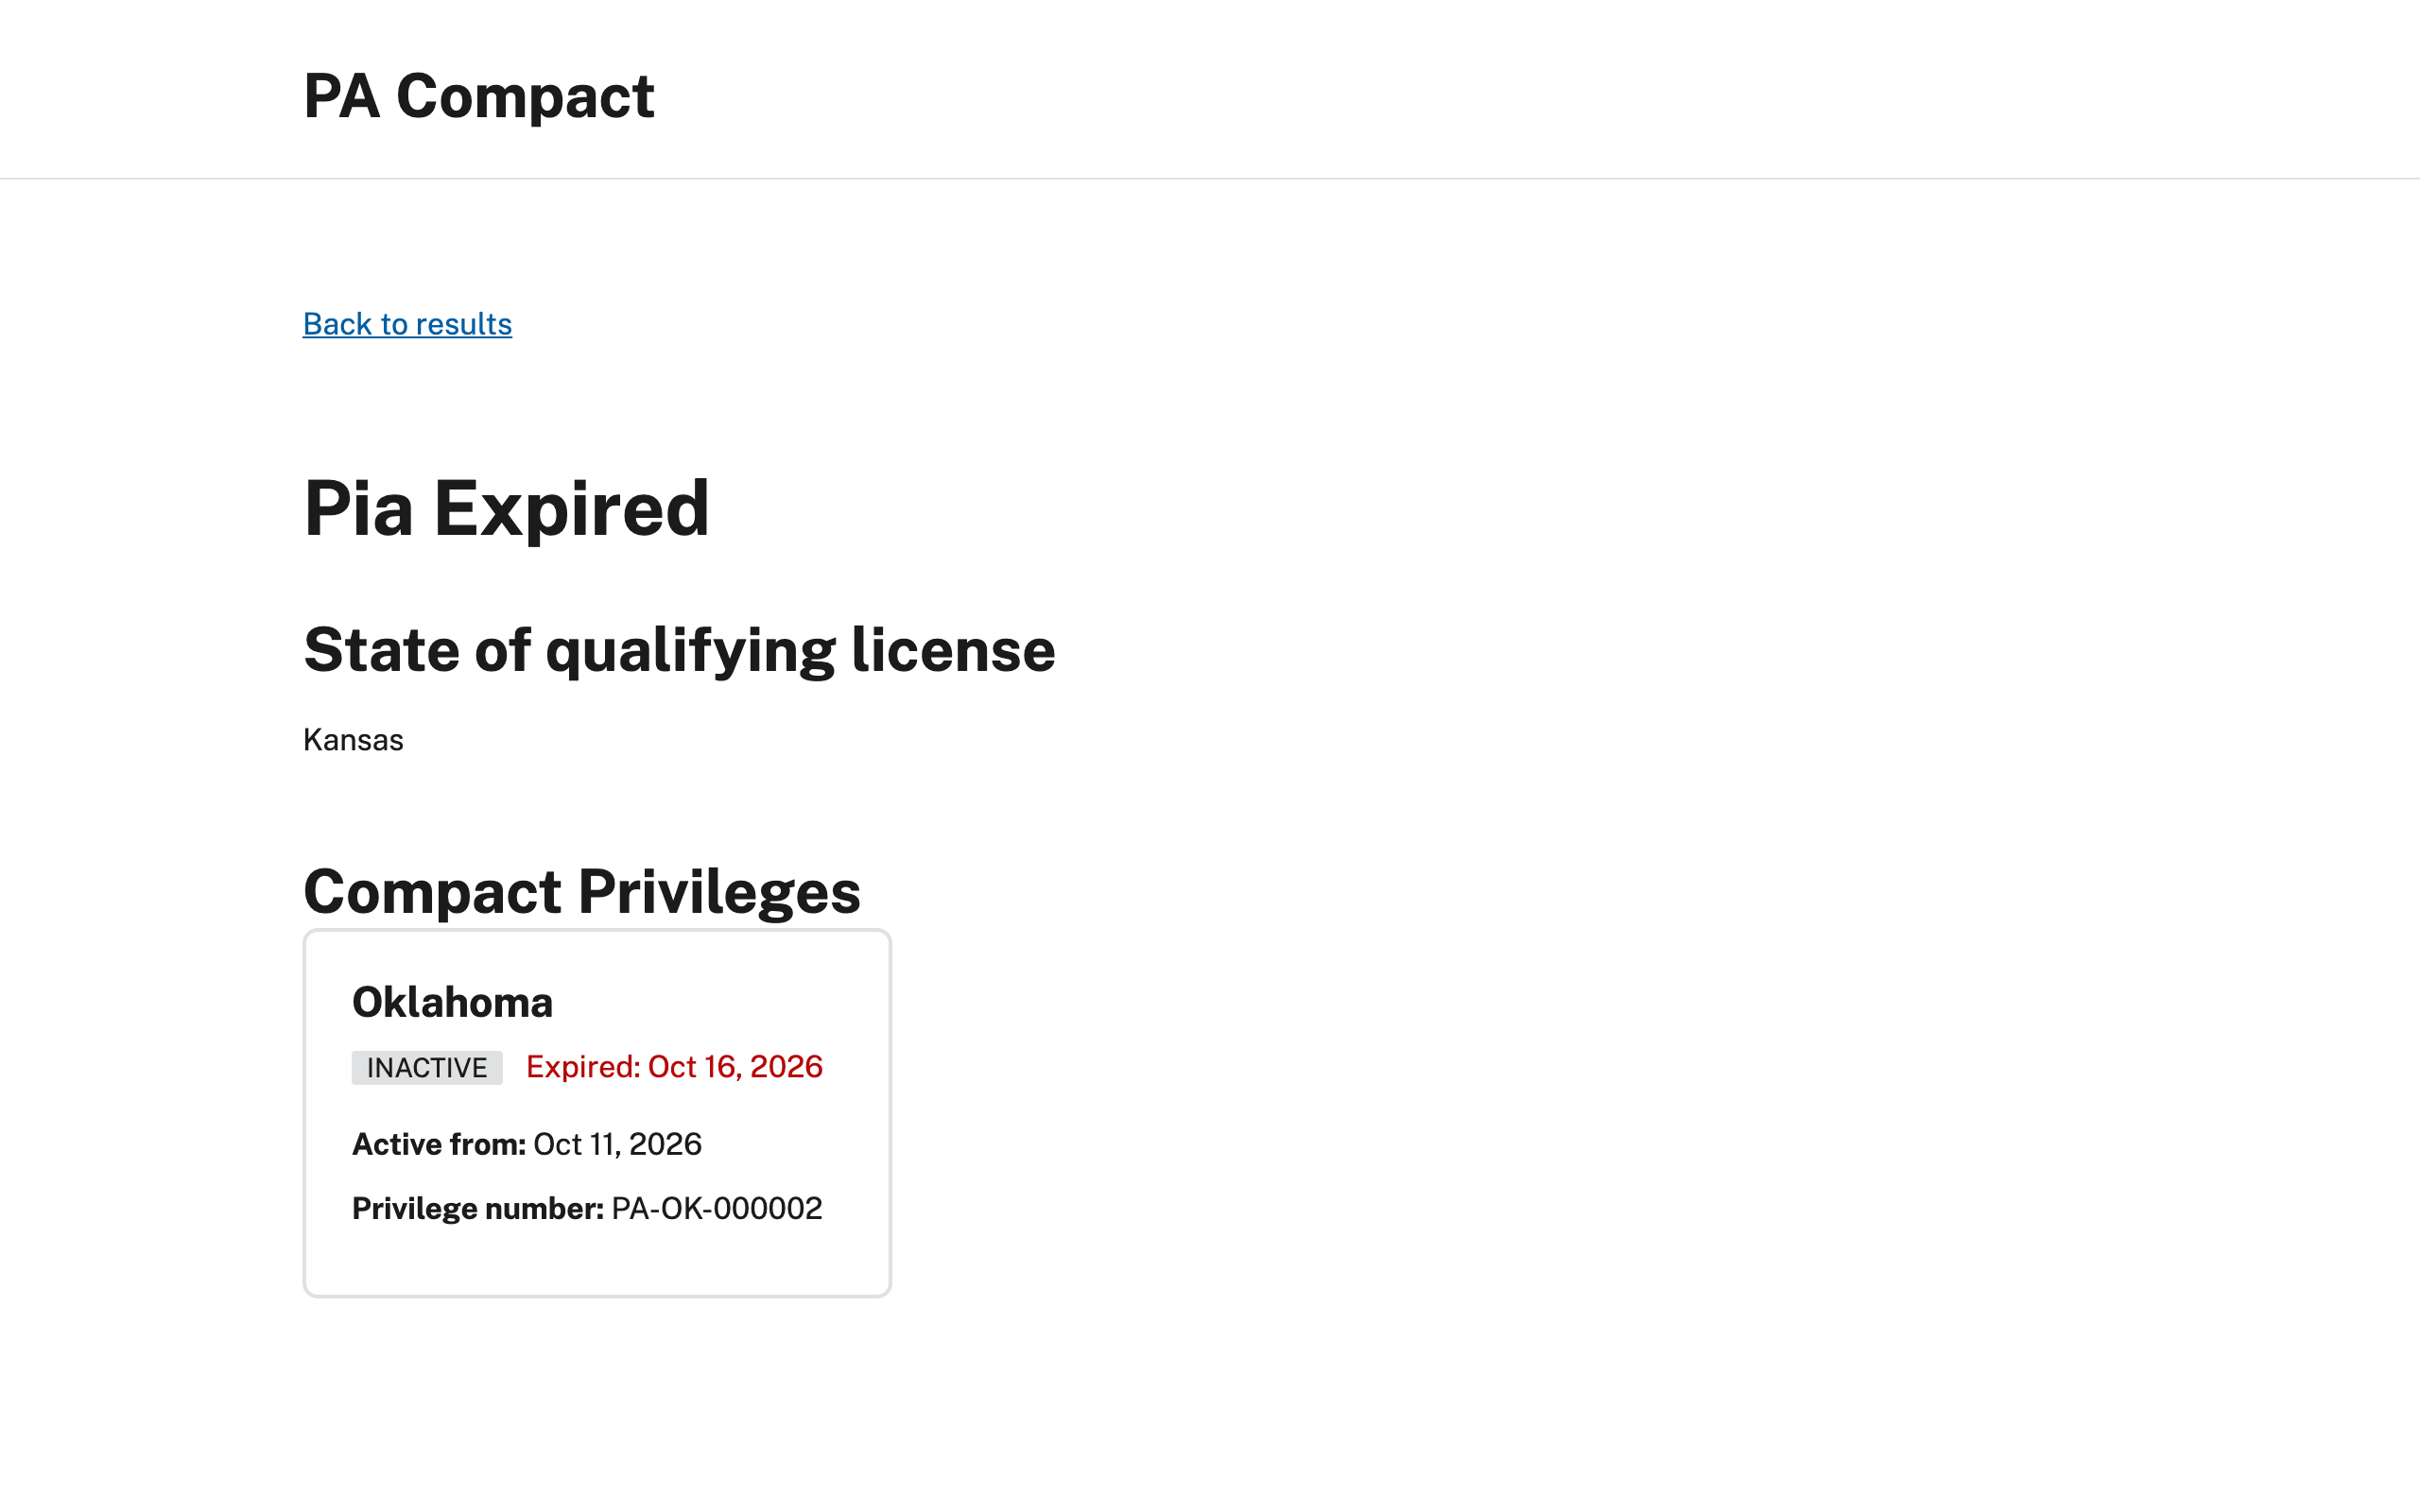 PA Compact
Back to results
Pia Expired
State of qualifying license
Kansas
Compact Privileges
Oklahoma
INACTIVE Expired: Oct 16, 2026
Active from: Oct 11, 2026
Privilege number: PA-OK-000002